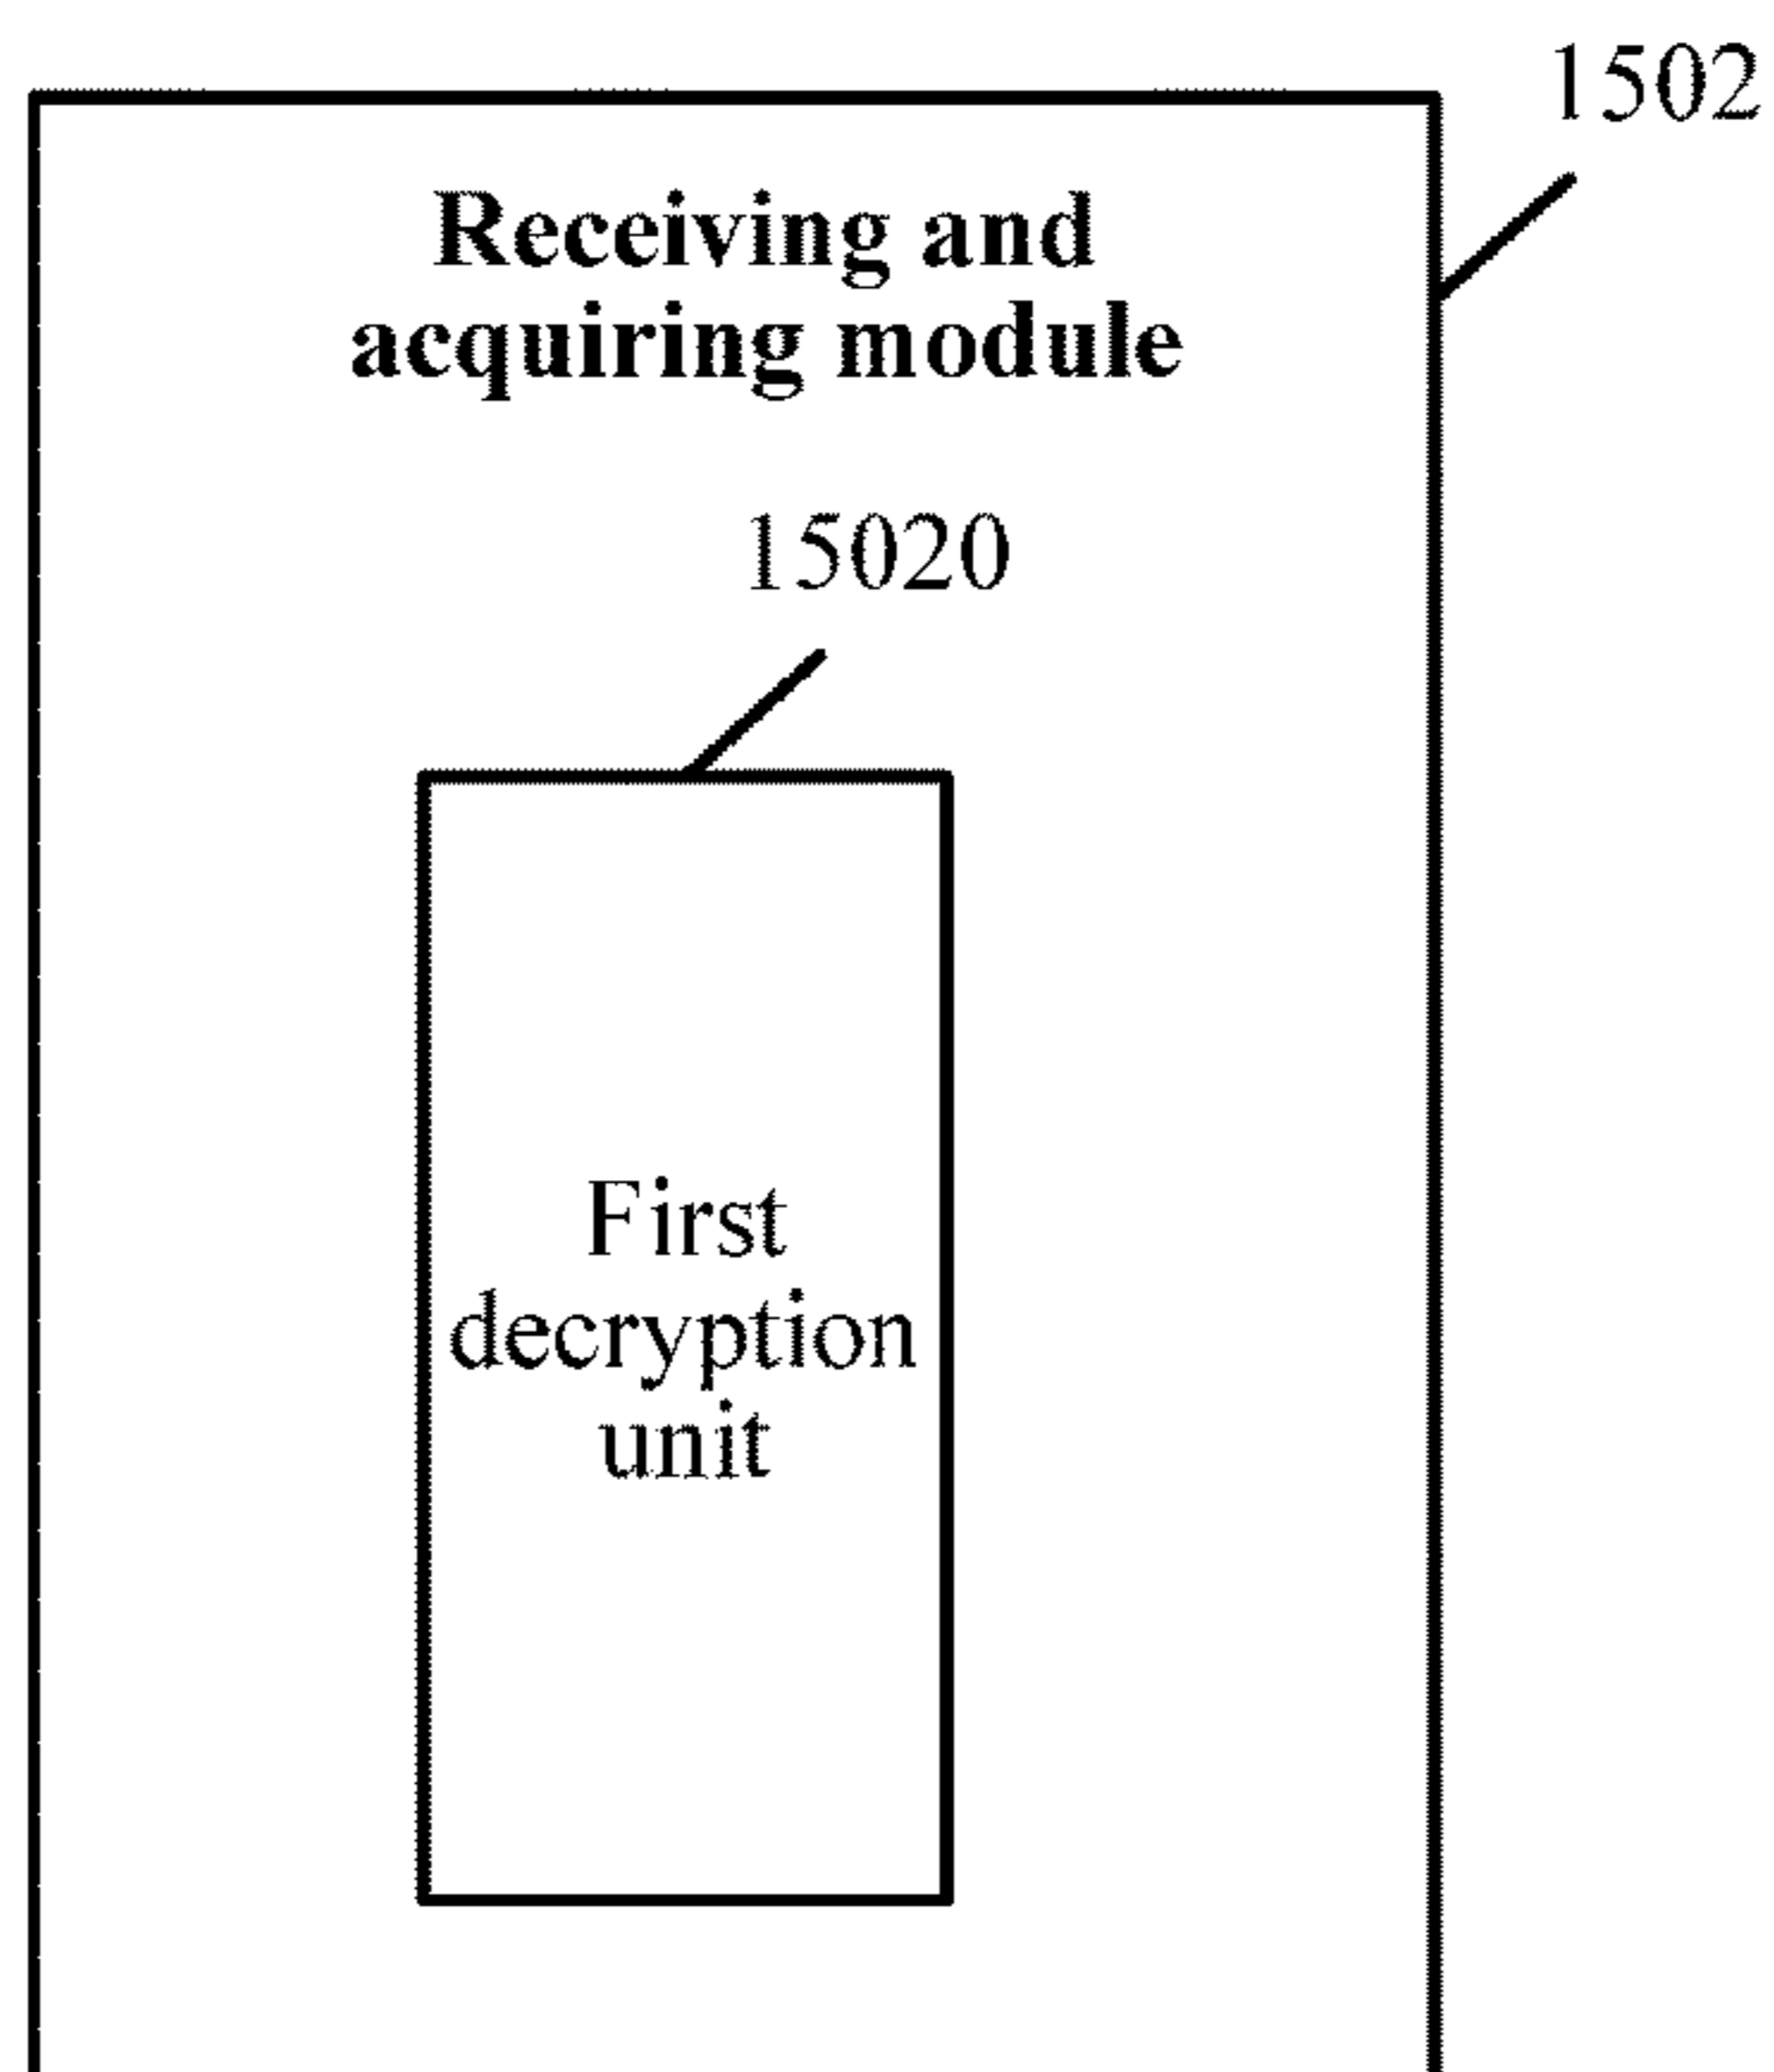 1502
Receiving and
acquiring module
15020
First
decryption
unit